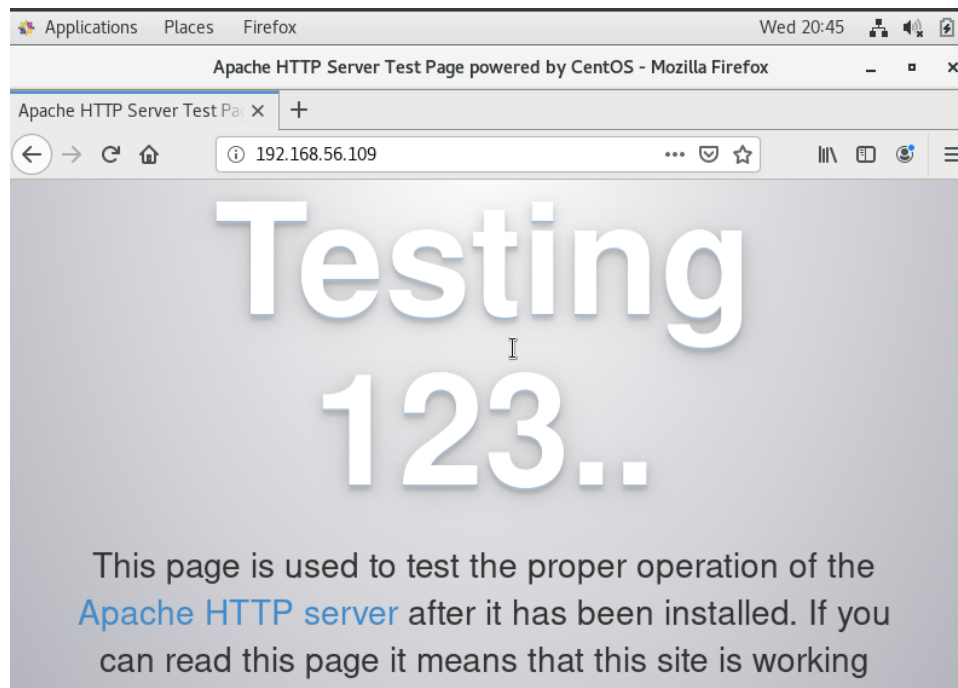 Applications Places Firefox Wed 20:45
Apache HTTP Server Test Page powered by CentOS - Mozilla Firefox
Apache HTTP Server Test Pa
192.168.56.109
Testing
123..
This page is used to test the proper operation of the
Apache HTTP server after it has been installed. If you
can read this page it means that this site is working